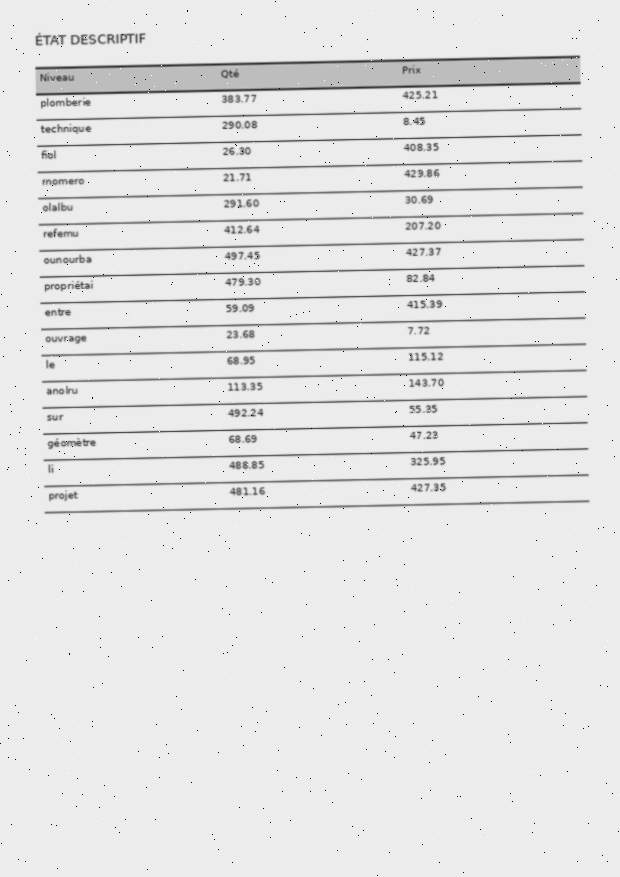 ÉTAT DESCRIPTIF
Niveau Qté Prix
plomberie 383.77 425.21
technique 290.08 8.45
fibl 26.30 408.35
momero 21.71 429.86
olalbu 291.60 30.69
refemu 412.64 207.20
ounourba 497.45 427.37
propriétai 479.30 82.84
entre 59.09 415.39
ouvrage 23.68 7.72
le 68.95 115.12
anolru 113.35 143.70
sur 492.24 55.35
géomètre 68.69 47.23
li 488.85 325.95
projet 481.16 427.35